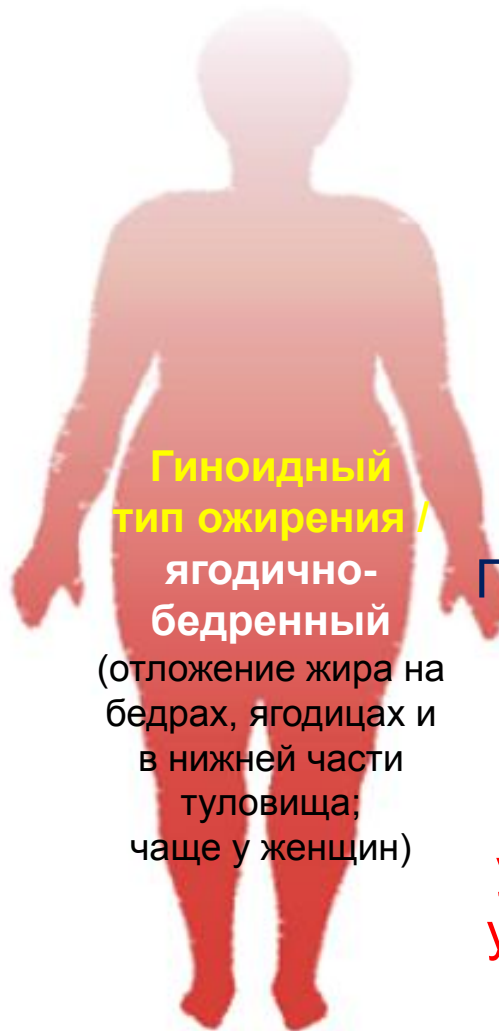 Гиноидный
тип ожирения /
ягодично-
бедренный
(отложение жира на
бедрах, ягодицах и
в нижней части
туловища;
чаще у женщин)